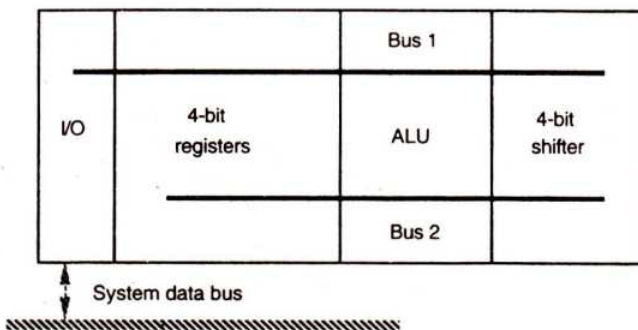 Bus 1
I/O
4-bit
registers
ALU
4-bit
shifter
Bus 2
System data bus